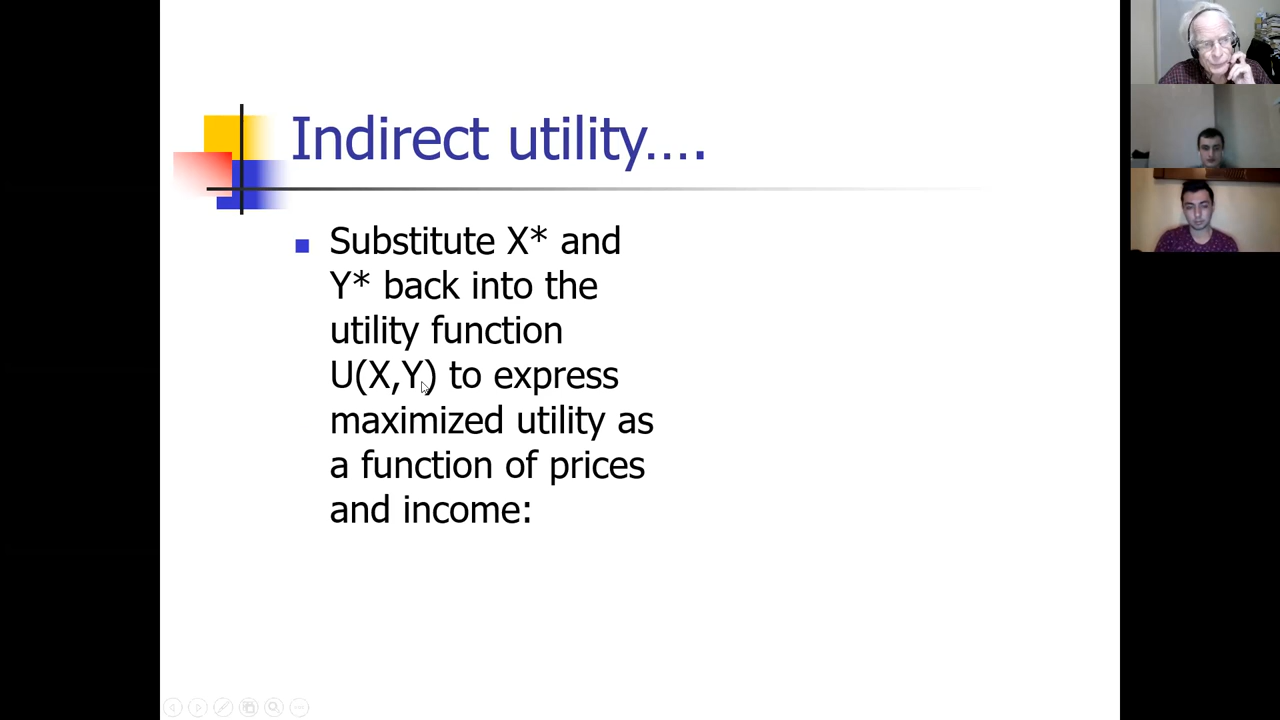 Indirect utility….
Substitute X* and
Y* back into the
utility function
U(X,Y) to express
maximized utility as
a function of prices
and income: